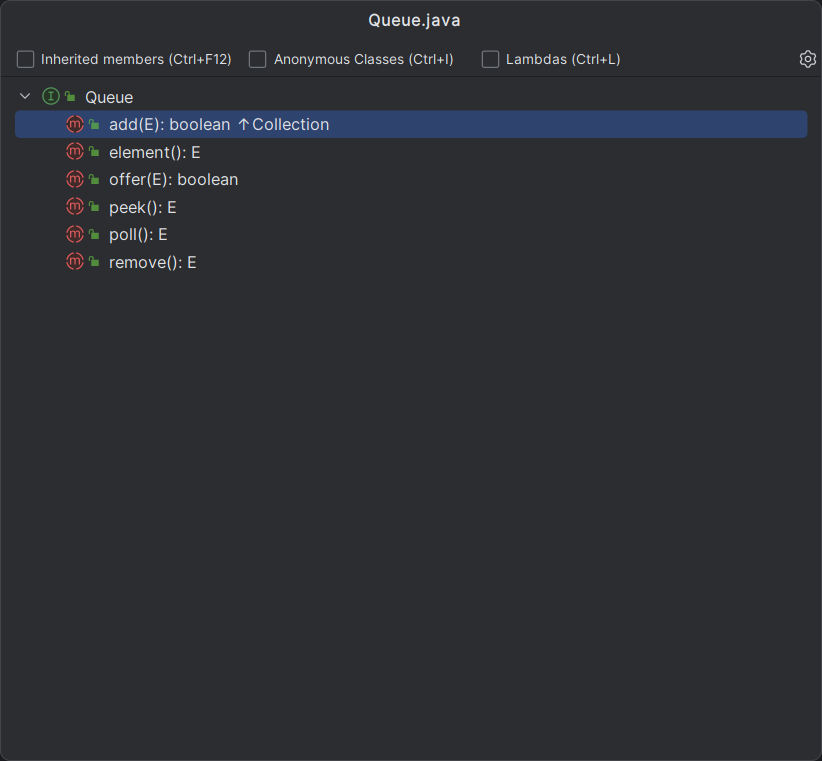 Queue.java
Inherited members (Ctrl+F12) Anonymous Classes (Ctrl+I) Lambdas (Ctrl+L)
I Queue
m add(E): boolean ↑Collection
m element(): E
m offer(E): boolean
m peek(): E
m poll(): E
m remove(): E